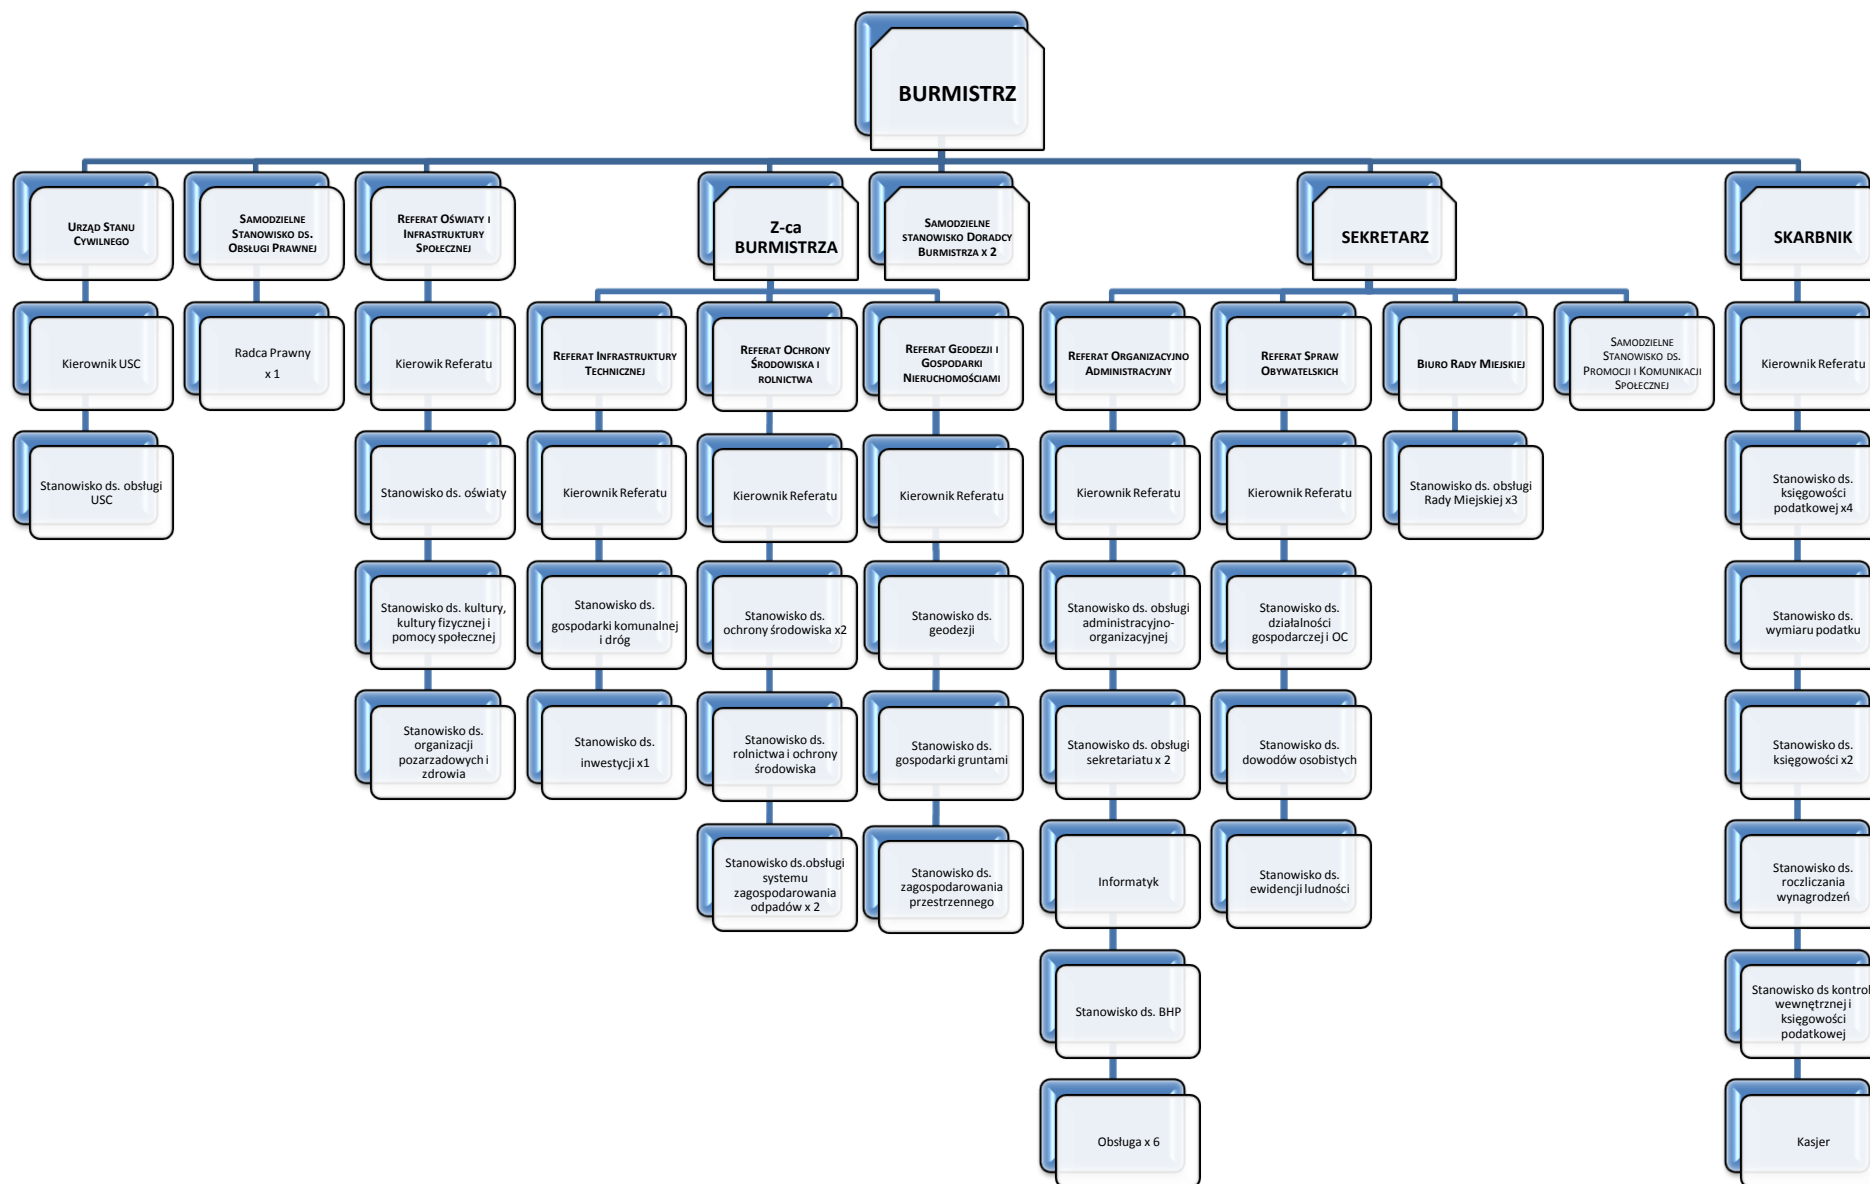 BURMISTRZ
Urząd Stanu
Cywilnego
Samodzielne
Stanowisko ds.
Obsługi Prawnej
Referat Oświaty i
Infrastruktury
Społecznej
Z-ca
BURMISTRZA
Samodzielne
stanowisko Doradcy
Burmistrza x 2
SEKRETARZ
SKARBNIK
Kierownik USC
Radca Prawny
x 1
Kierowik Referatu
Referat Infrastruktury
Technicznej
Referat Ochrony
Środowiska i
rolnictwa
Referat Geodezji i
Gospodarki
Nieruchomościami
Referat Organizacyjno
Administracyjny
Referat Spraw
Obywatelskich
Biuro Rady Miejskiej
Samodzielne
Stanowisko ds.
Promocji i Komunikacji
Społecznej
Kierownik Referatu
Stanowisko ds. obsługi
USC
Stanowisko ds. oświaty
Kierownik Referatu
Kierownik Referatu
Kierownik Referatu
Kierownik Referatu
Kierownik Referatu
Stanowisko ds. obsługi
Rady Miejskiej x3
Stanowisko ds.
księgowości
podatkowej x4
Stanowisko ds. kultury,
kultury fizycznej i
pomocy społecznej
Stanowisko ds.
gospodarki komunalnej
i dróg
Stanowisko ds.
ochrony środowiska x2
Stanowisko ds.
geodezji
Stanowisko ds. obsługi
administracyjno-
organizacyjnej
Stanowisko ds.
działalności
gospodarczej i OC
Stanowisko ds.
wymiaru podatku
Stanowisko ds.
organizacji
pozarzadowych i
zdrowia
Stanowisko ds.
inwestycji x1
Stanowisko ds.
rolnictwa i ochrony
środowiska
Stanowisko ds.
gospodarki gruntami
Stanowisko ds. obsługi
sekretariatu x 2
Stanowisko ds.
dowodów osobistych
Stanowisko ds.
księgowości x2
Stanowisko ds.obsługi
systemu
zagospodarowania
odpadów x 2
Stanowisko ds.
zagospodarowania
przestrzennego
Informatyk
Stanowisko ds.
ewidencji ludności
Stanowisko ds.
roczliczania
wynagrodzeń
Stanowisko ds. BHP
Stanowisko ds kontrol
wewnętrznej i
księgowości
podatkowej
Obsługa x 6
Kasjer